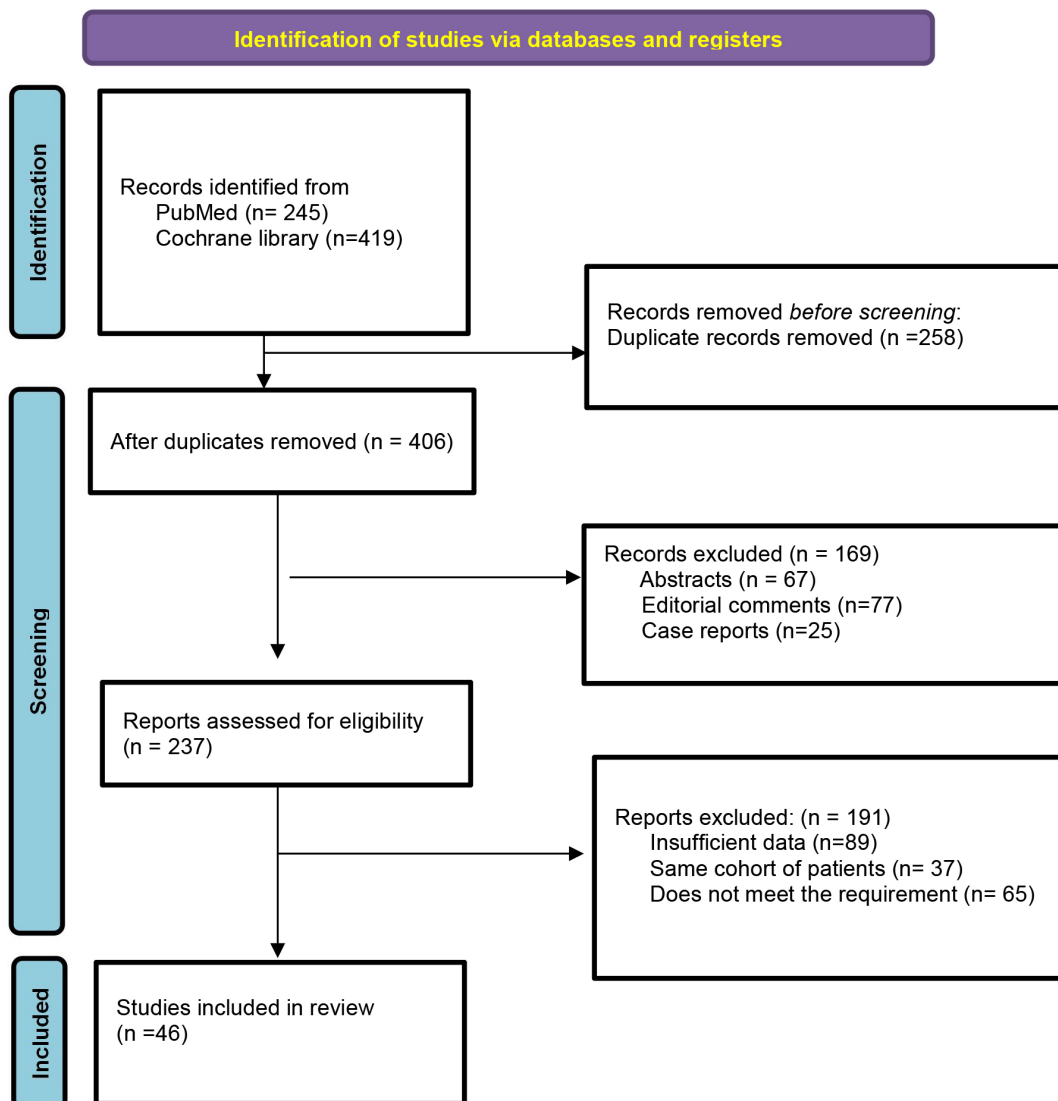 Identification of studies via databases and registers
Identification
Records identified from
PubMed (n= 245)
Cochrane library (n=419)
Records removed before screening:
Duplicate records removed (n =258)
Screening
After duplicates removed (n = 406)
Records excluded (n = 169)
Abstracts (n = 67)
Editorial comments (n=77)
Case reports (n=25)
Reports assessed for eligibility
(n = 237)
Reports excluded: (n = 191)
Insufficient data (n=89)
Same cohort of patients (n= 37)
Does not meet the requirement (n= 65)
Included
Studies included in review
(n =46)